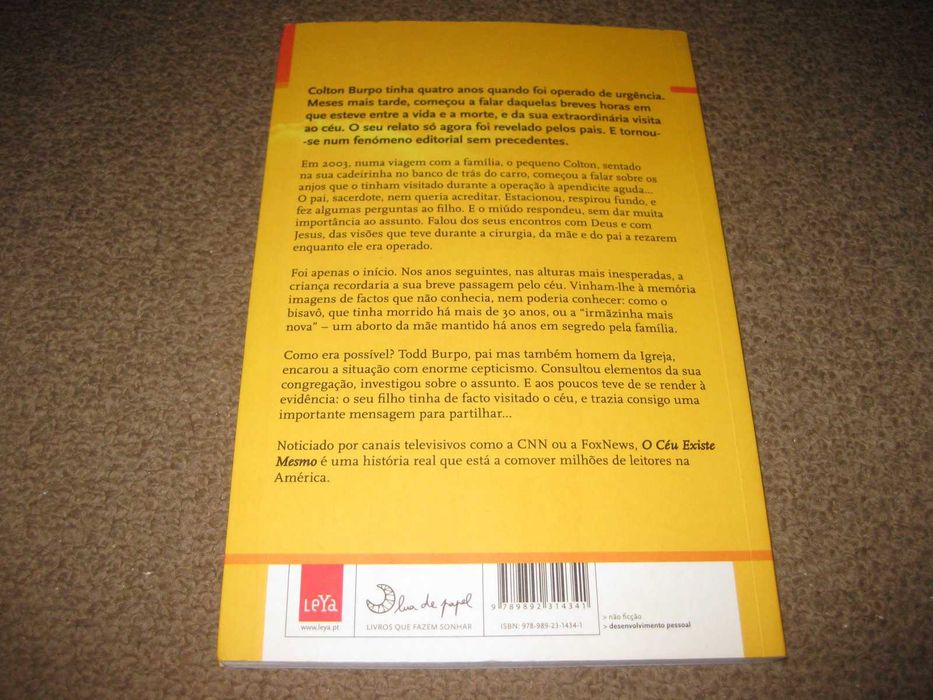 Colton Burpo tinha quatro anos quando foi operado de urgência.
Meses mais tarde, começou a falar daquelas breves horas em
que esteve entre a vida e a morte, e da sua extraordinária visita
ao céu. O seu relato só agora foi revelado pelos pais. E tornou-
-se num fenómeno editorial sem precedentes.
Em 2003, numa viagem com a família, o pequeno Colton, sentado
na sua cadeirinha no banco de trás do carro, começou a falar sobre os
anjos que o tinham visitado durante a operação à apendicite aguda...
O pai, sacerdote, nem queria acreditar. Estacionou, respirou fundo, e
fez algumas perguntas ao filho. E o miúdo respondeu, sem dar muita
importância ao assunto. Falou dos seus encontros com Deus e com
Jesus, das visões que teve durante a cirurgia, da mãe e do pai a rezarem
enquanto ele era operado.
Foi apenas o início. Nos anos seguintes, nas alturas mais inesperadas, a
criança recordaria a sua breve passagem pelo céu. Vinham-lhe à memória
imagens de factos que não conhecia, nem poderia conhecer: como o
bisavô, que tinha morrido há mais de 30 anos, ou a “irmãzinha mais
nova” – um aborto da mãe mantido há anos em segredo pela família.
Como era possível? Todd Burpo, pai mas também homem da Igreja,
encarou a situação com enorme cepticismo. Consultou elementos da sua
congregação, investigou sobre o assunto. E aos poucos teve de se render à
evidência: o seu filho tinha de facto visitado o céu, e trazia consigo uma
importante mensagem para partilhar...
Noticiado por canais televisivos como a CNN ou a FoxNews, O Céu Existe
Mesmo é uma história real que está a comover milhões de leitores na
América.
LeYa
www.leya.pt
lua de papel
LIVROS QUE FAZEM SONHAR
9 789892 314341
ISBN: 978-989-23-1434-1
> não ficção
> desenvolvimento pessoal